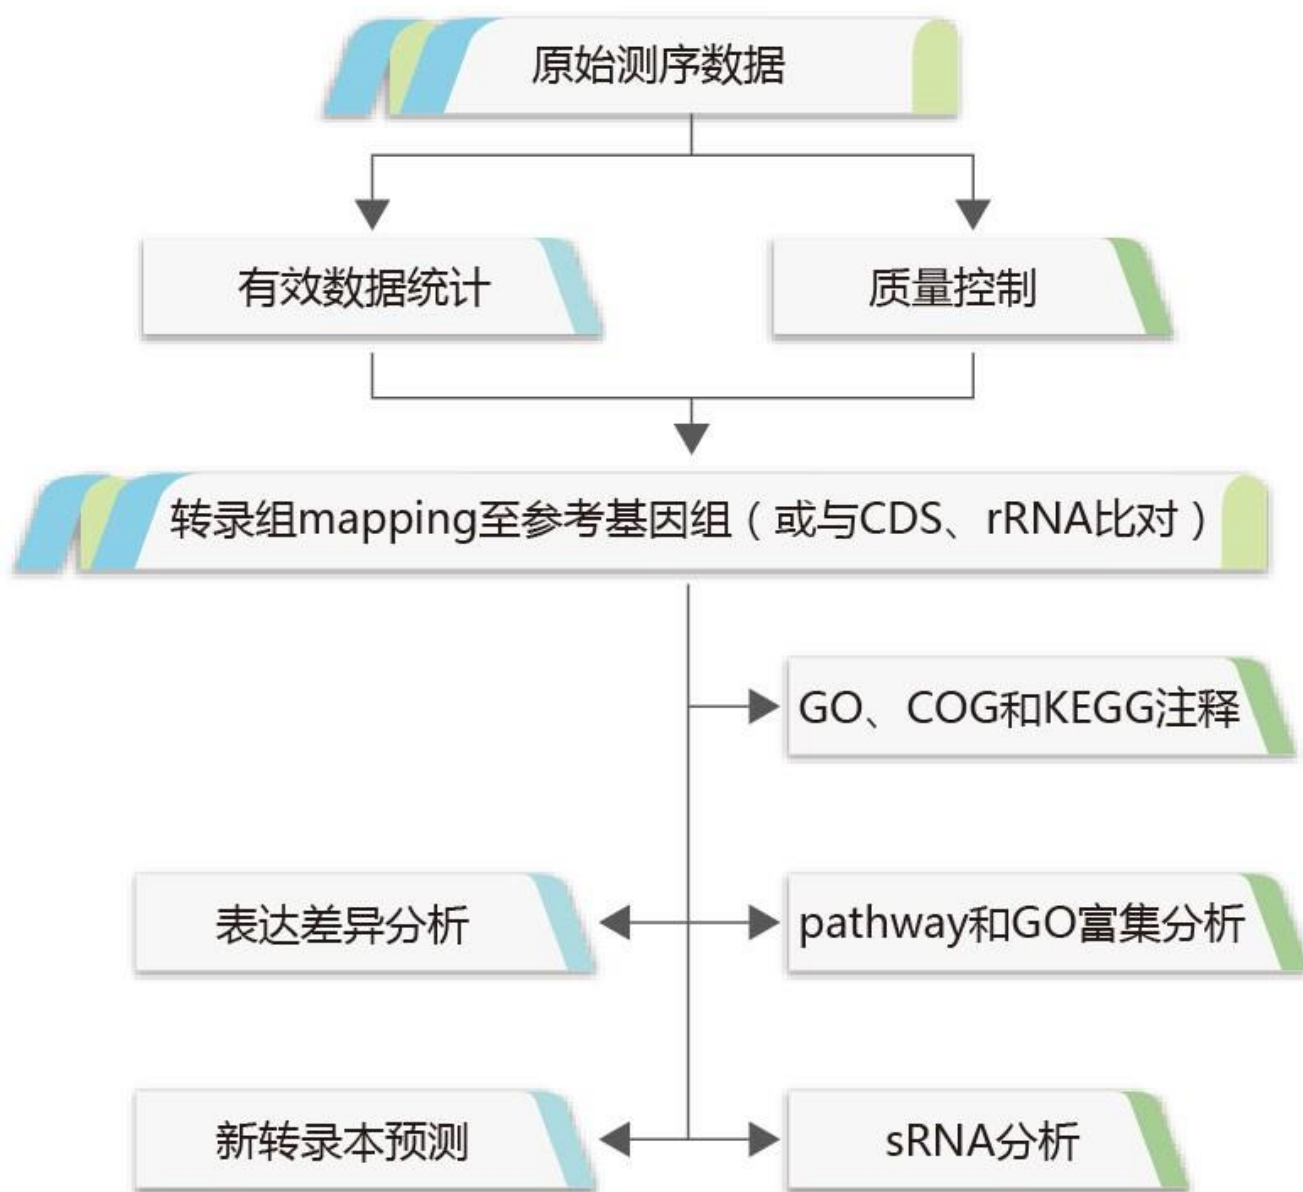 原始测序数据
有效数据统计
质量控制
转录组mapping至参考基因组（或与CDS、rRNA比对）
GO、COG和KEGG注释
表达差异分析
pathway和GO富集分析
新转录本预测
sRNA分析